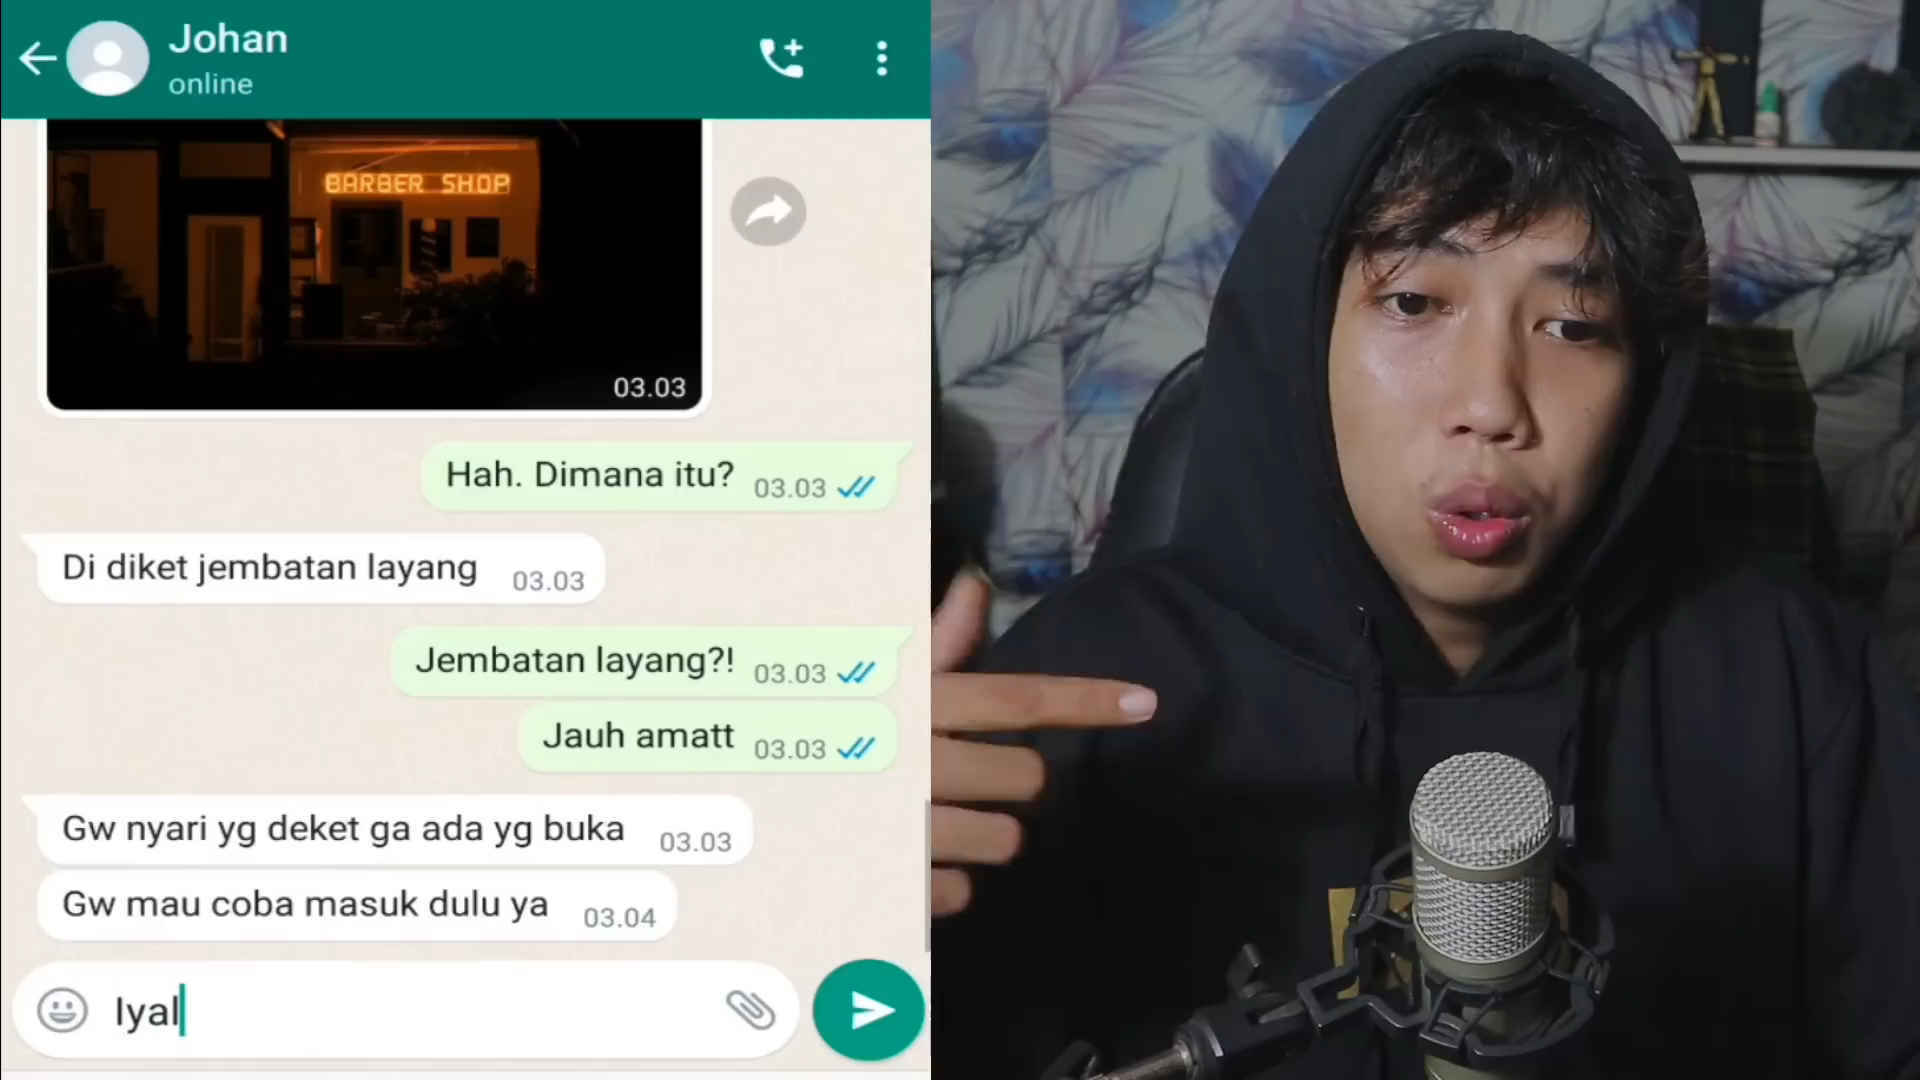 Johan
online
BARBER SHOP
03.03
Hah. Dimana itu? 03.03
Di diket jembatan layang 03.03
Jembatan layang?! 03.03
Jauh amatt 03.03
Gw nyari yg deket ga ada yg buka 03.03
Gw mau coba masuk dulu ya 03.04
Iyal